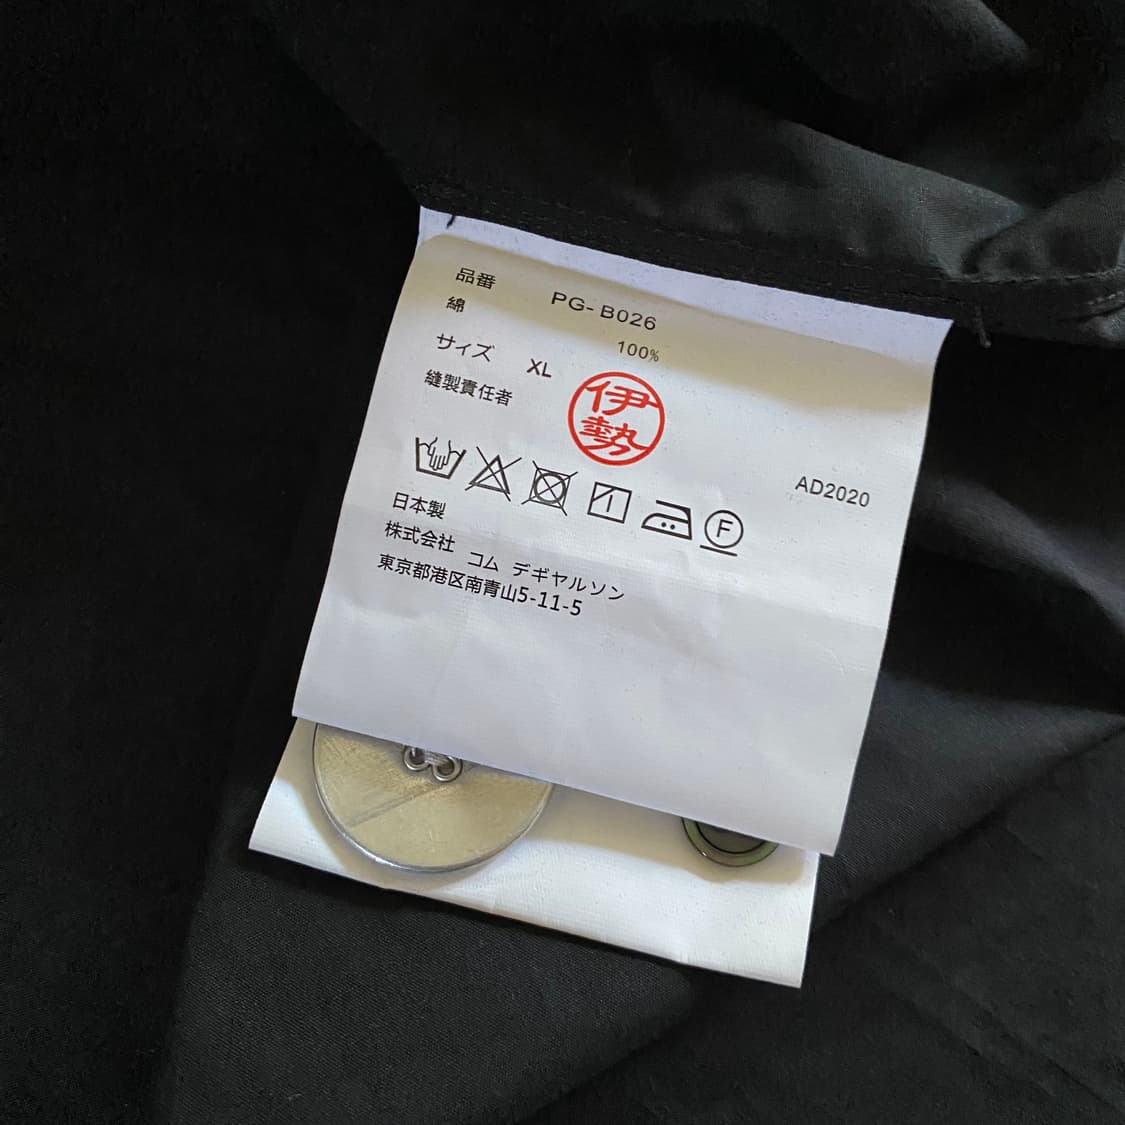 品番 PG- B026
綿 100%
サイズ XL
縫製責任者 伊勢
AD2020
F
日本製
株式会社 コム デギヤルソン
東京都港区南青山5-11-5